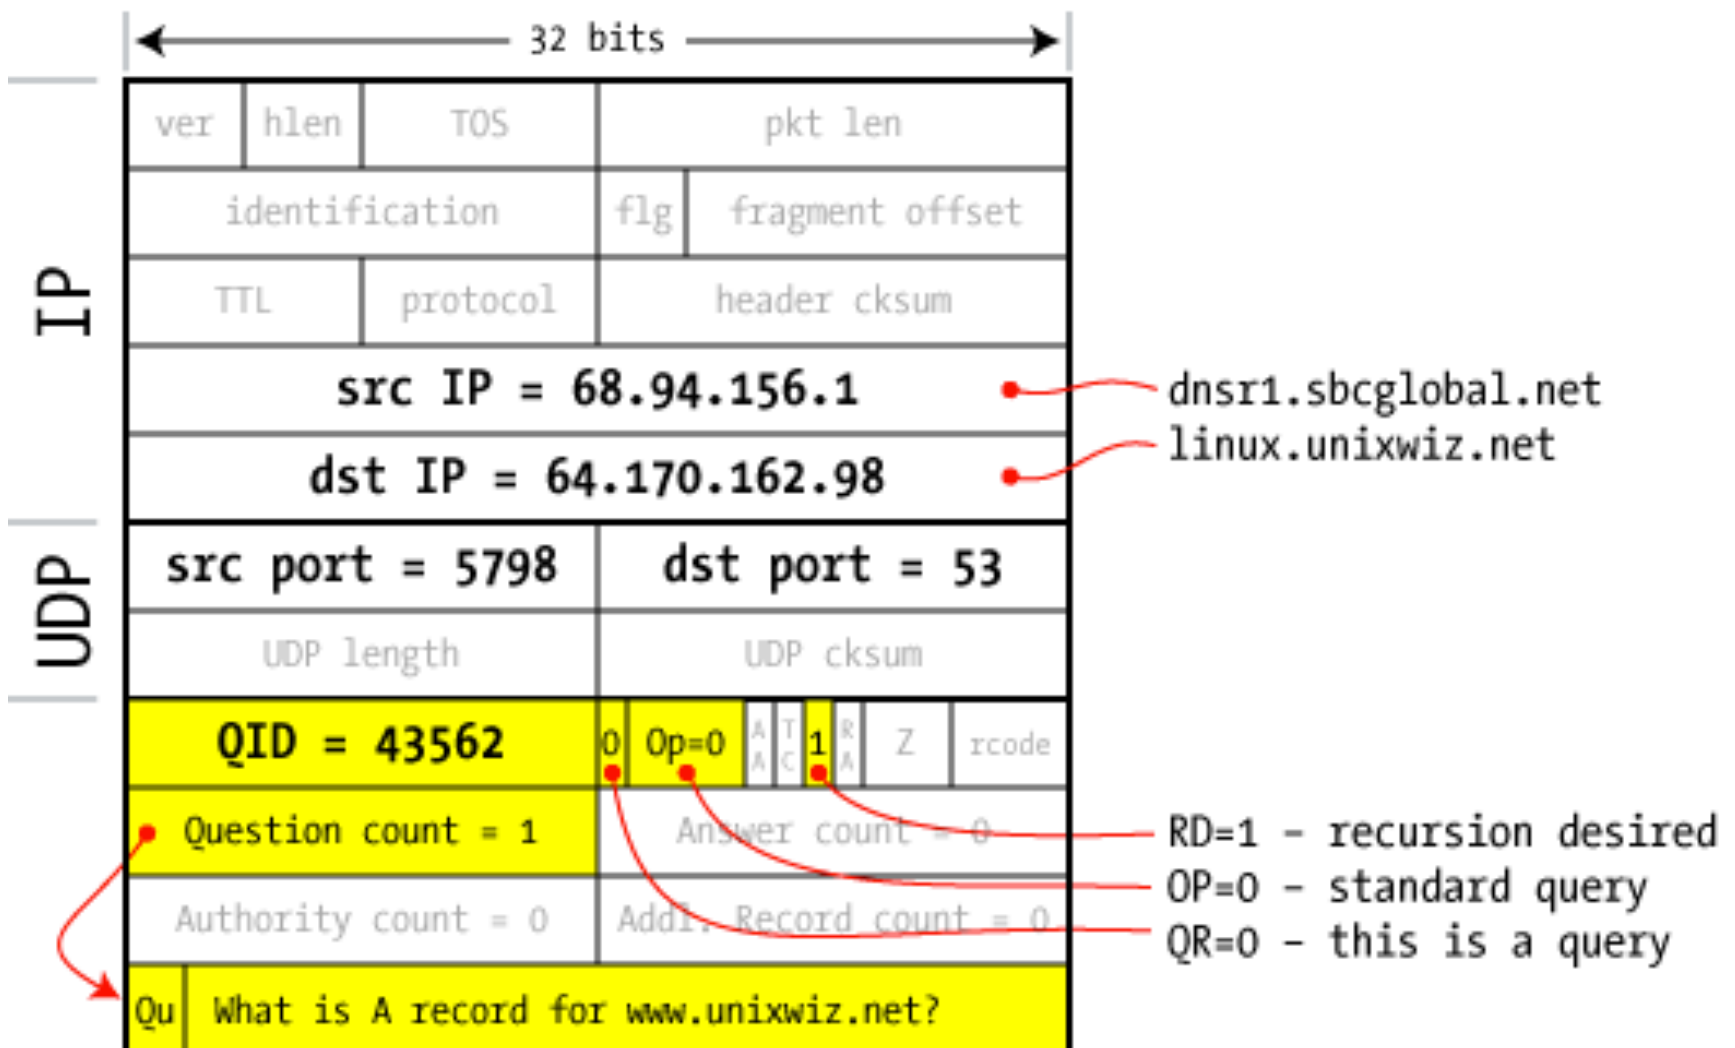 32 bits
ver hlen TOS pkt len
identification flg fragment offset
TTL protocol header cksum
IP
src IP = 68.94.156.1
dnsr1.sbcglobal.net
dst IP = 64.170.162.98
linux.unixwiz.net
UDP
src port = 5798 dst port = 53
UDP length UDP cksum
QID = 43562 0 Op=0 AA TC 1 RA Z rcode
Question count = 1 Answer count = 0
RD=1 – recursion desired
OP=0 – standard query
Authority count = 0 Addl. Record count = 0
QR=0 – this is a query
Qu What is A record for www.unixwiz.net?